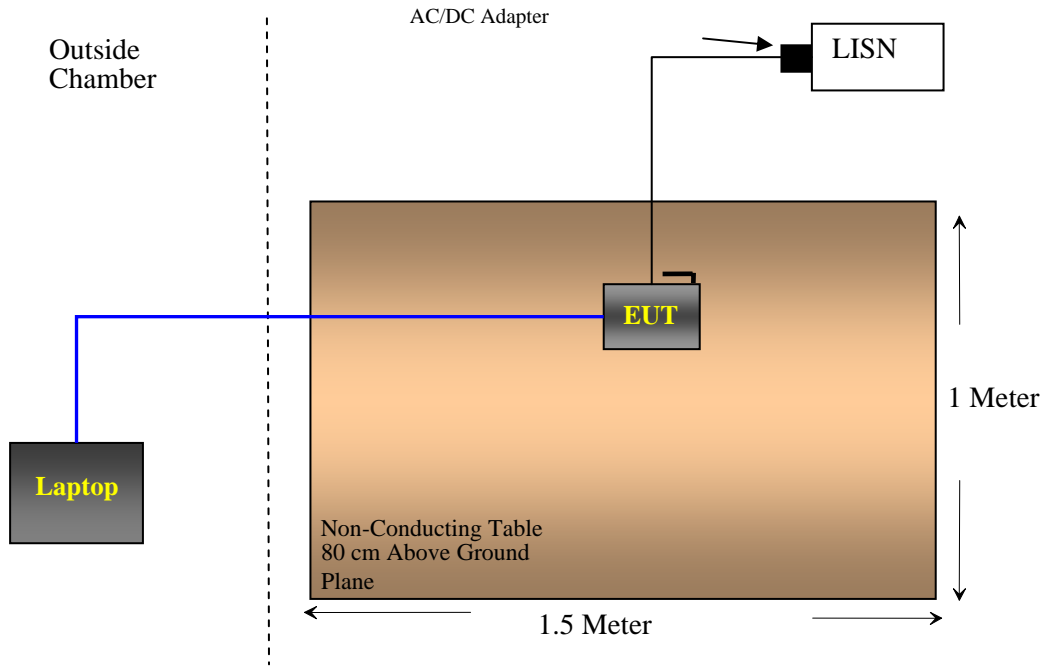 AC/DC Adapter
Outside
Chamber
LISN
EUT
1 Meter
Laptop
Non-Conducting Table
80 cm Above Ground
Plane
1.5 Meter